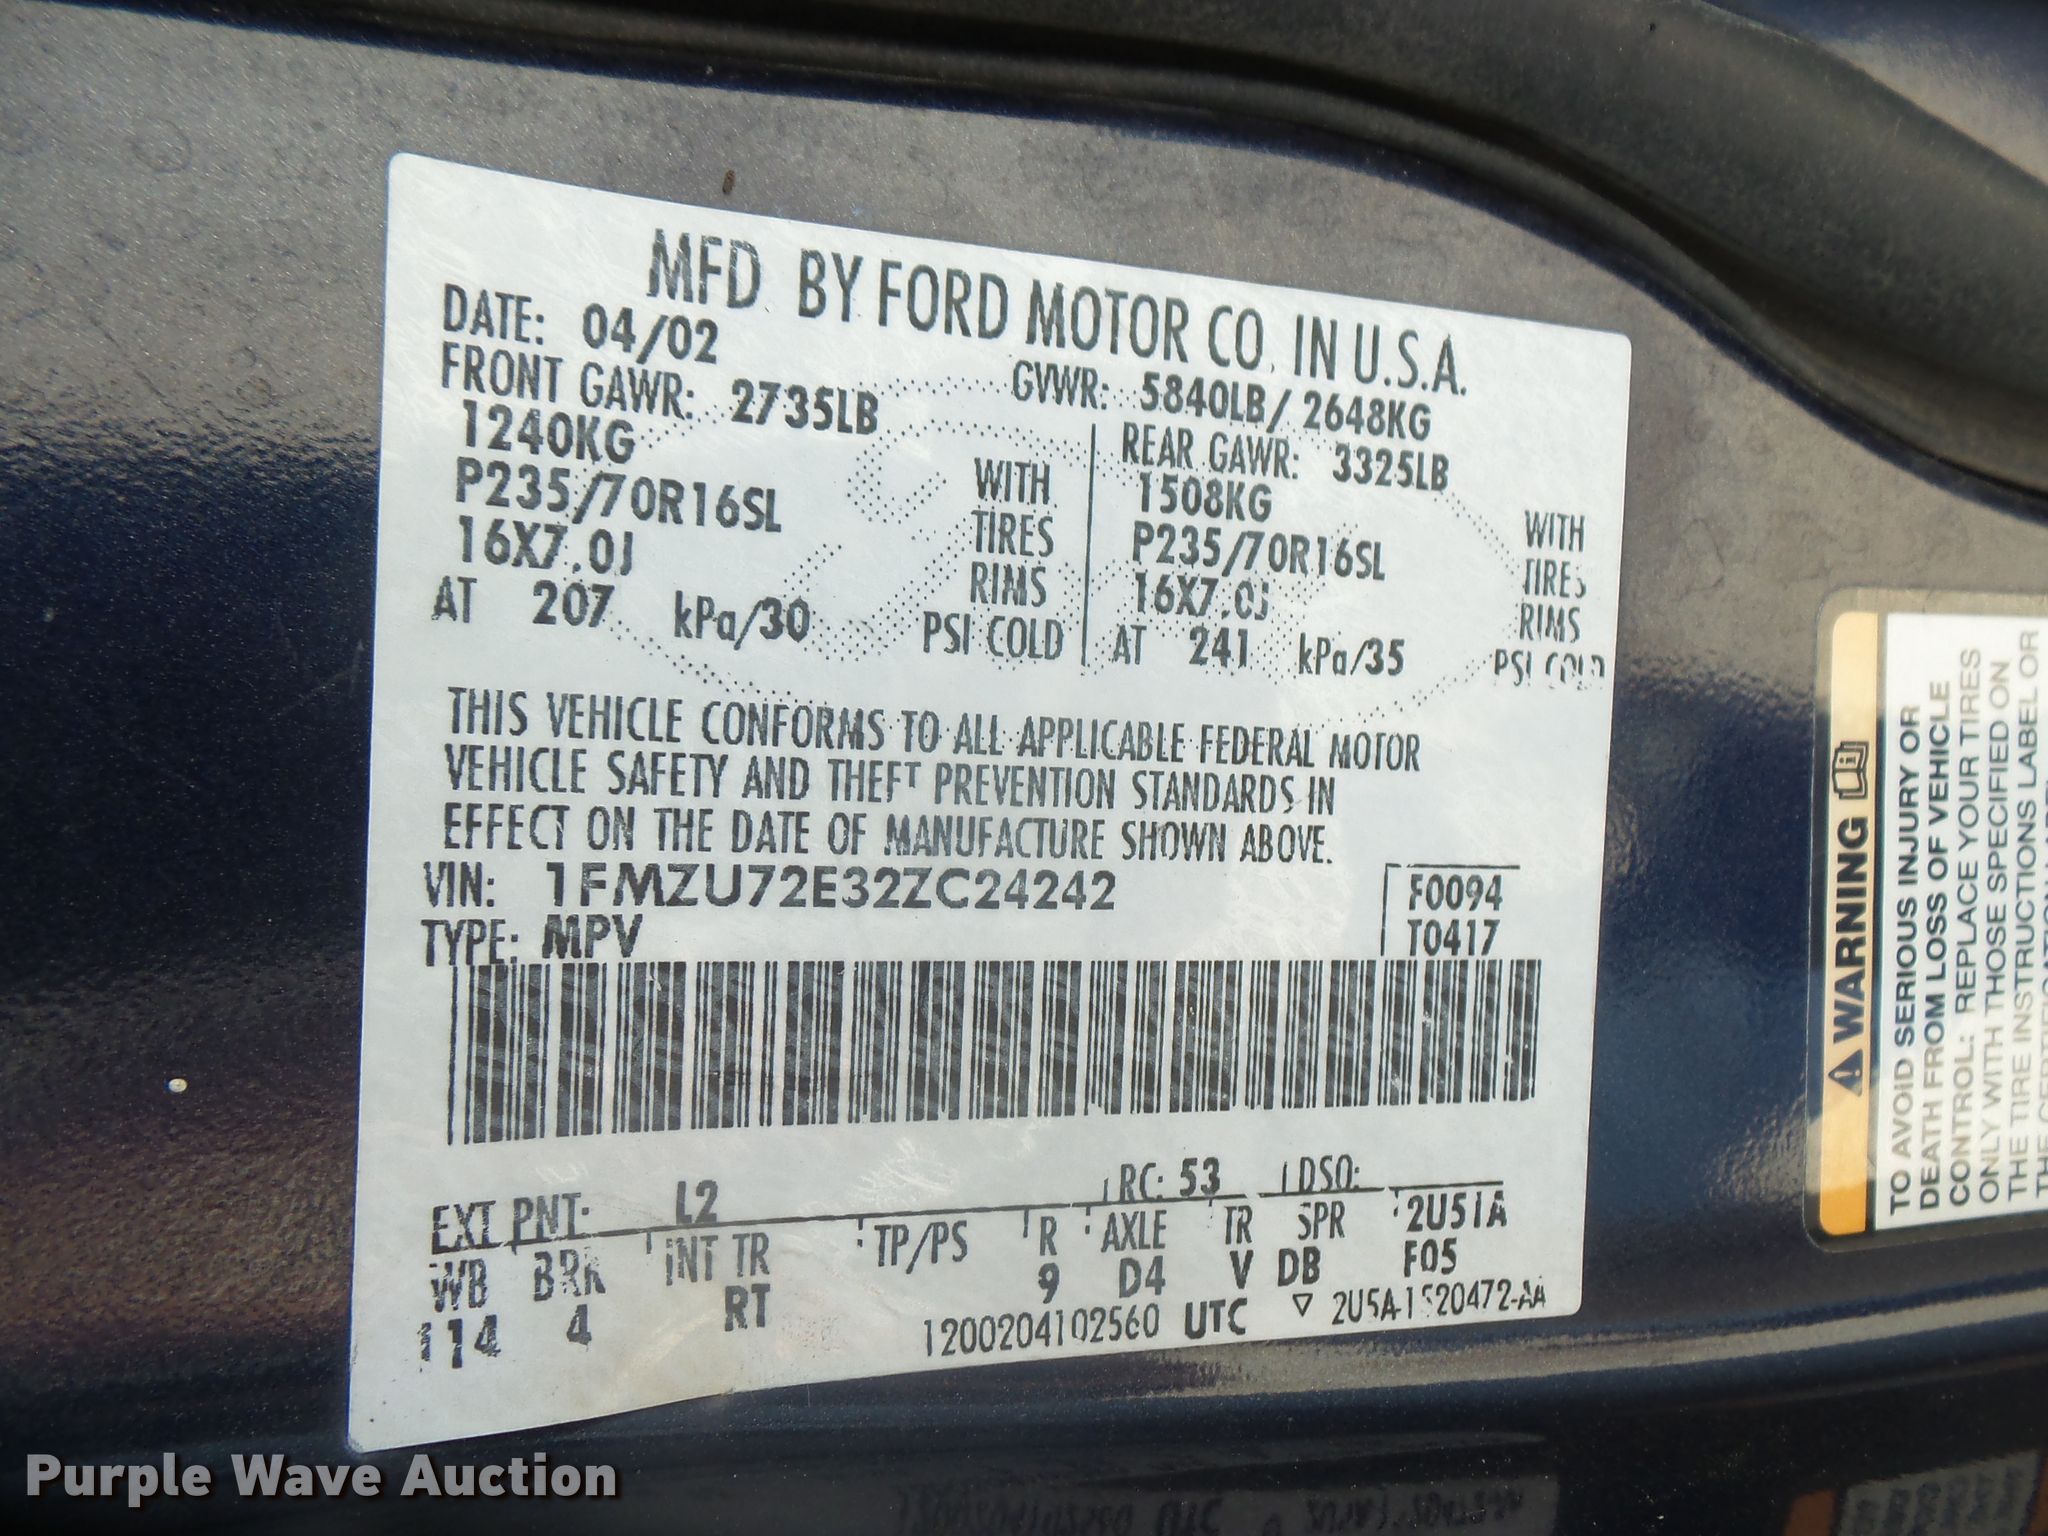 MFD BY FORD MOTOR CO. IN U.S.A.
DATE: 04/02
GVWR: 5840LB/ 2648KG
FRONT GAWR: 2735LB
1240KG
P235/70R16SL
16X7.0J
AT 207 kPa/30
WITH
TIRES
RIMS
PSI COLD
REAR GAWR: 3325LB
1508KG
P235/70R16SL
16X7.0J
AT 241 kPa/35
WITH
TIRES
RIMS
PSI COLD
THIS VEHICLE CONFORMS TO ALL APPLICABLE FEDERAL MOTOR
VEHICLE SAFETY AND THEFT PREVENTION STANDARDS IN
EFFECT ON THE DATE OF MANUFACTURE SHOWN ABOVE.
VIN: 1FMZU72E32ZC24242
TYPE: MPV
F0094
T0417
EXT PNT: L2
RC: 53
DSO:
WB BRK INT TR TP/PS R AXLE TR SPR 2U51A
114 4 RT 9 D4 V DB F05
1200204102560 UTC ▽ 2U5A-1520472-AA
⚠ WARNING
TO AVOID SERIOUS INJURY OR
DEATH FROM LOSS OF VEHICLE
CONTROL: REPLACE YOUR TIRES
ONLY WITH THOSE SPECIFIED ON
THE TIRE INSTRUCTIONS LABEL OR
Purple Wave Auction